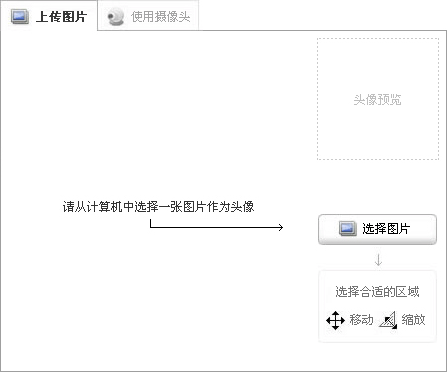 上传图片
使用摄像头
头像预览
请从计算机中选择一张图片作为头像
选择图片
选择合适的区域
移动 缩放